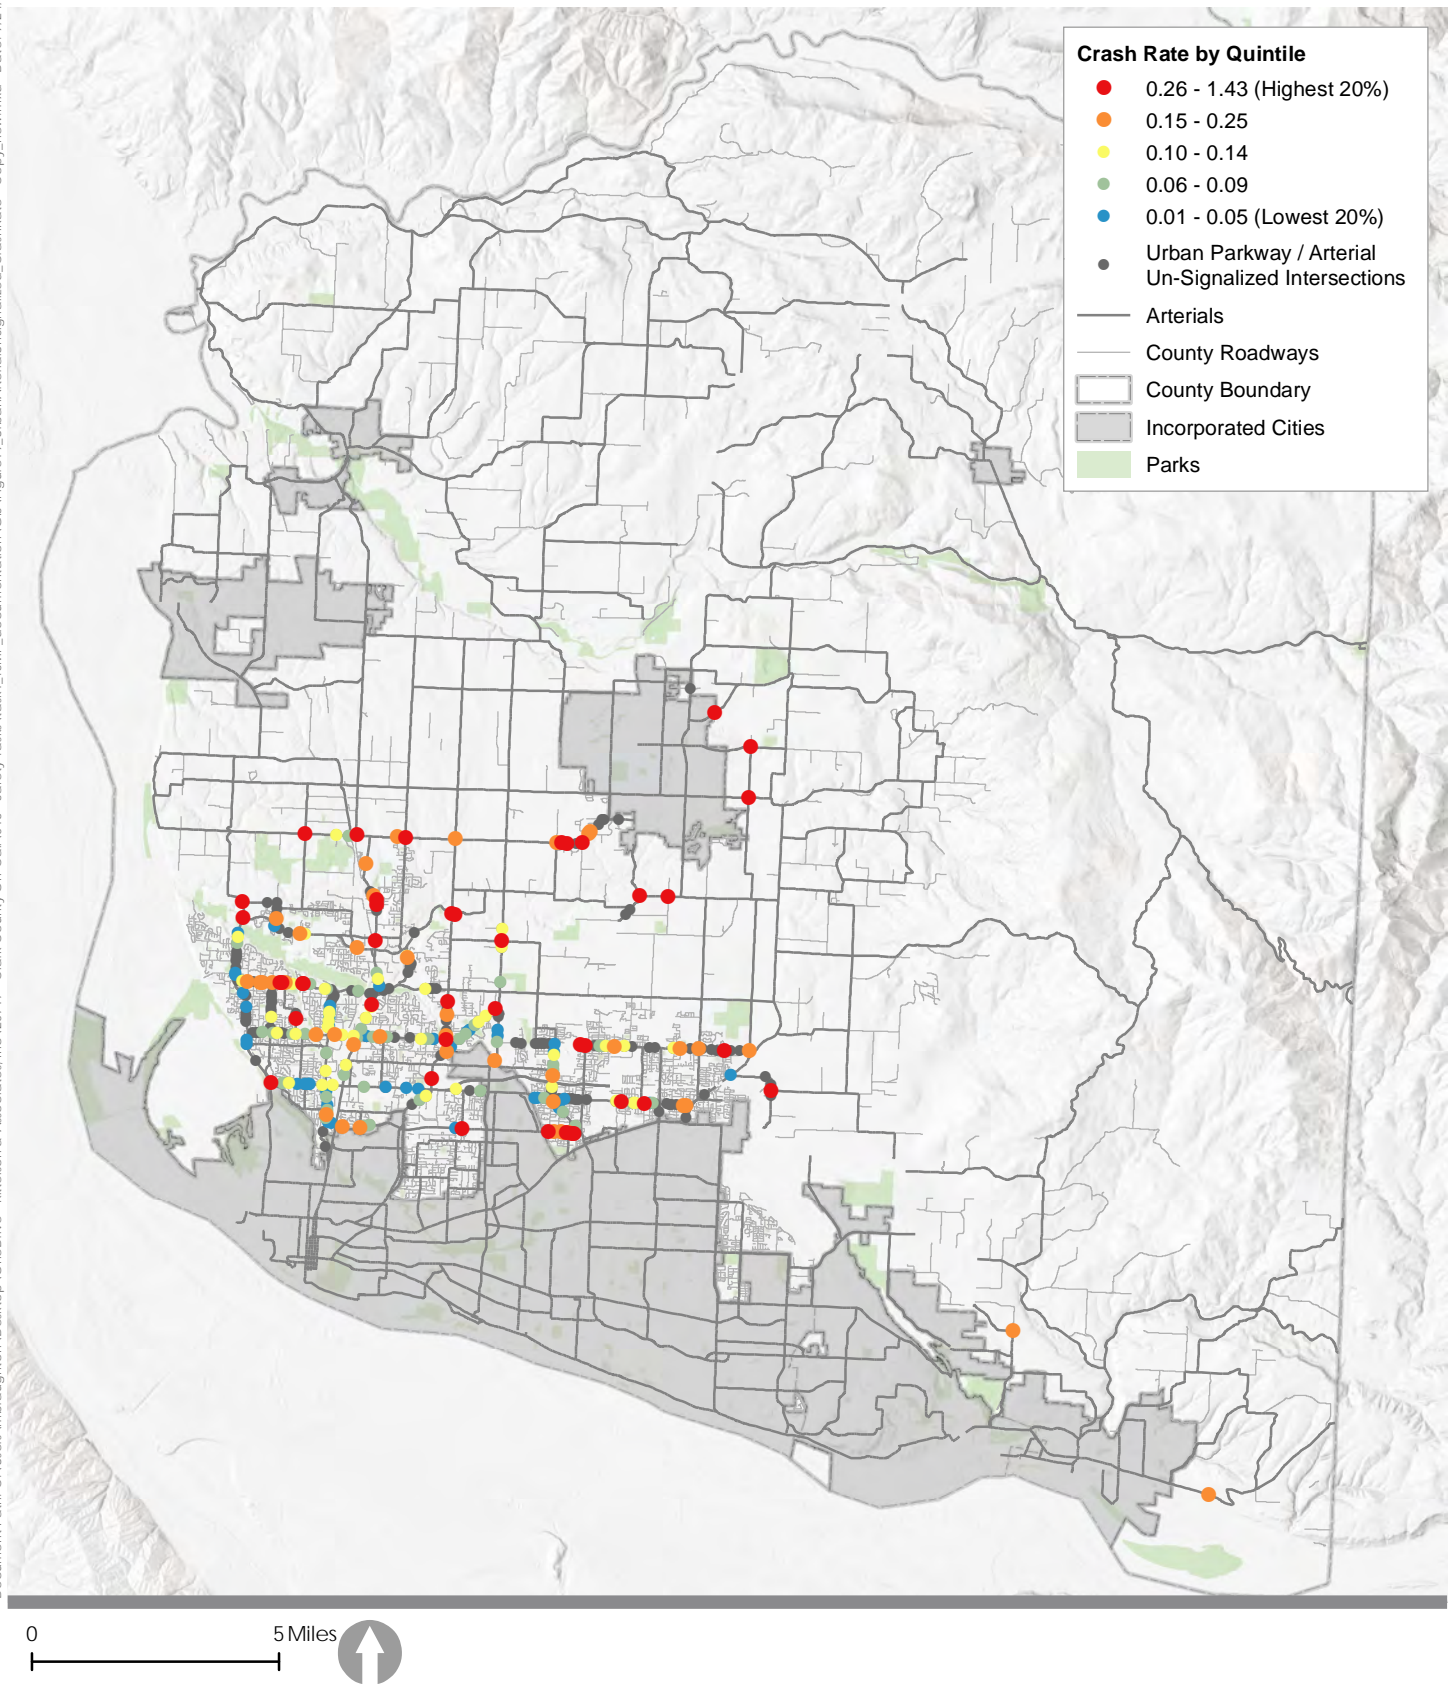 Crash Rate by Quintile
0.26 - 1.43 (Highest 20%)
0.15 - 0.25
0.10 - 0.14
0.06 - 0.09
0.01 - 0.05 (Lowest 20%)
Urban Parkway / Arterial
Un-Signalized Intersections
Arterials
County Roadways
County Boundary
Incorporated Cities
Parks
0
5 Miles